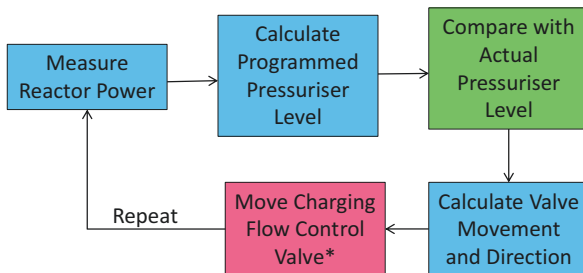 Measure
Reactor Power
Calculate
Programmed
Pressuriser
Level
Compare with
Actual
Pressuriser
Level
Calculate Valve
Movement
and Direction
Move Charging
Flow Control
Valve*
Repeat